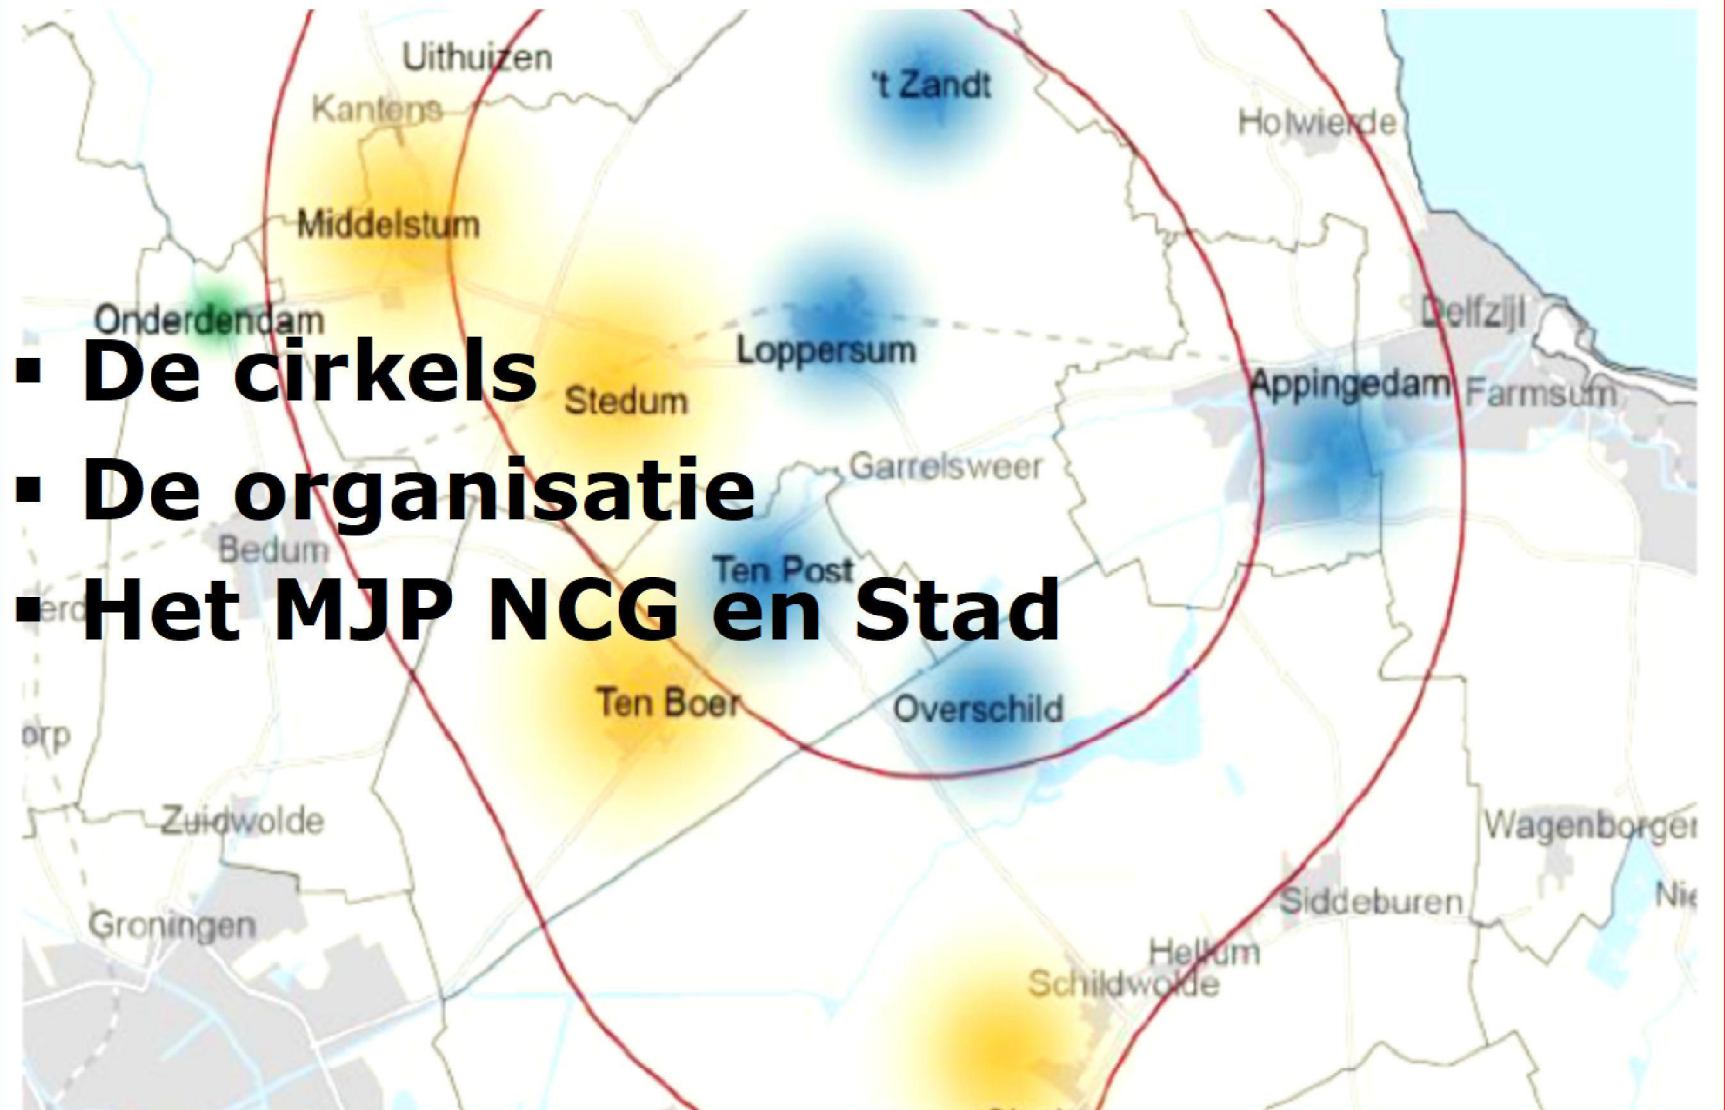 Uithuizen
't Zandt
Kantens
Holwierde
Middelstum
Onderdendam
Delfzijl
Loppersum
▪ De cirkels
Appingedam
Farmsum
Stedum
Garrelsweer
▪ De organisatie
Bedum
Ten Post
▪ Het MJP NCG en Stad
Ten Boer
Overschild
Zuidwolde
Wagenborgen
Siddeburen
Groningen
Hellum
Schildwolde